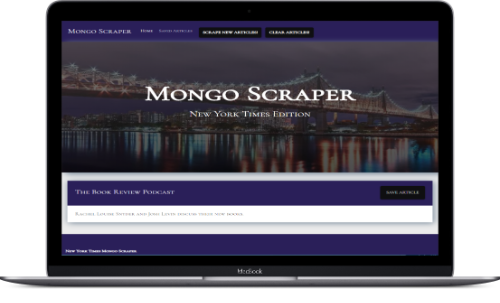 Mongo Scraper Home Saved Articles Scrape New Articles Clear Articles
Mongo Scraper
New York Times Edition
The Book Review Podcast Save Article
Rachel Louise Snyder and John Leto discuss their new books.
New York Times Mongo Scraper
MacBook